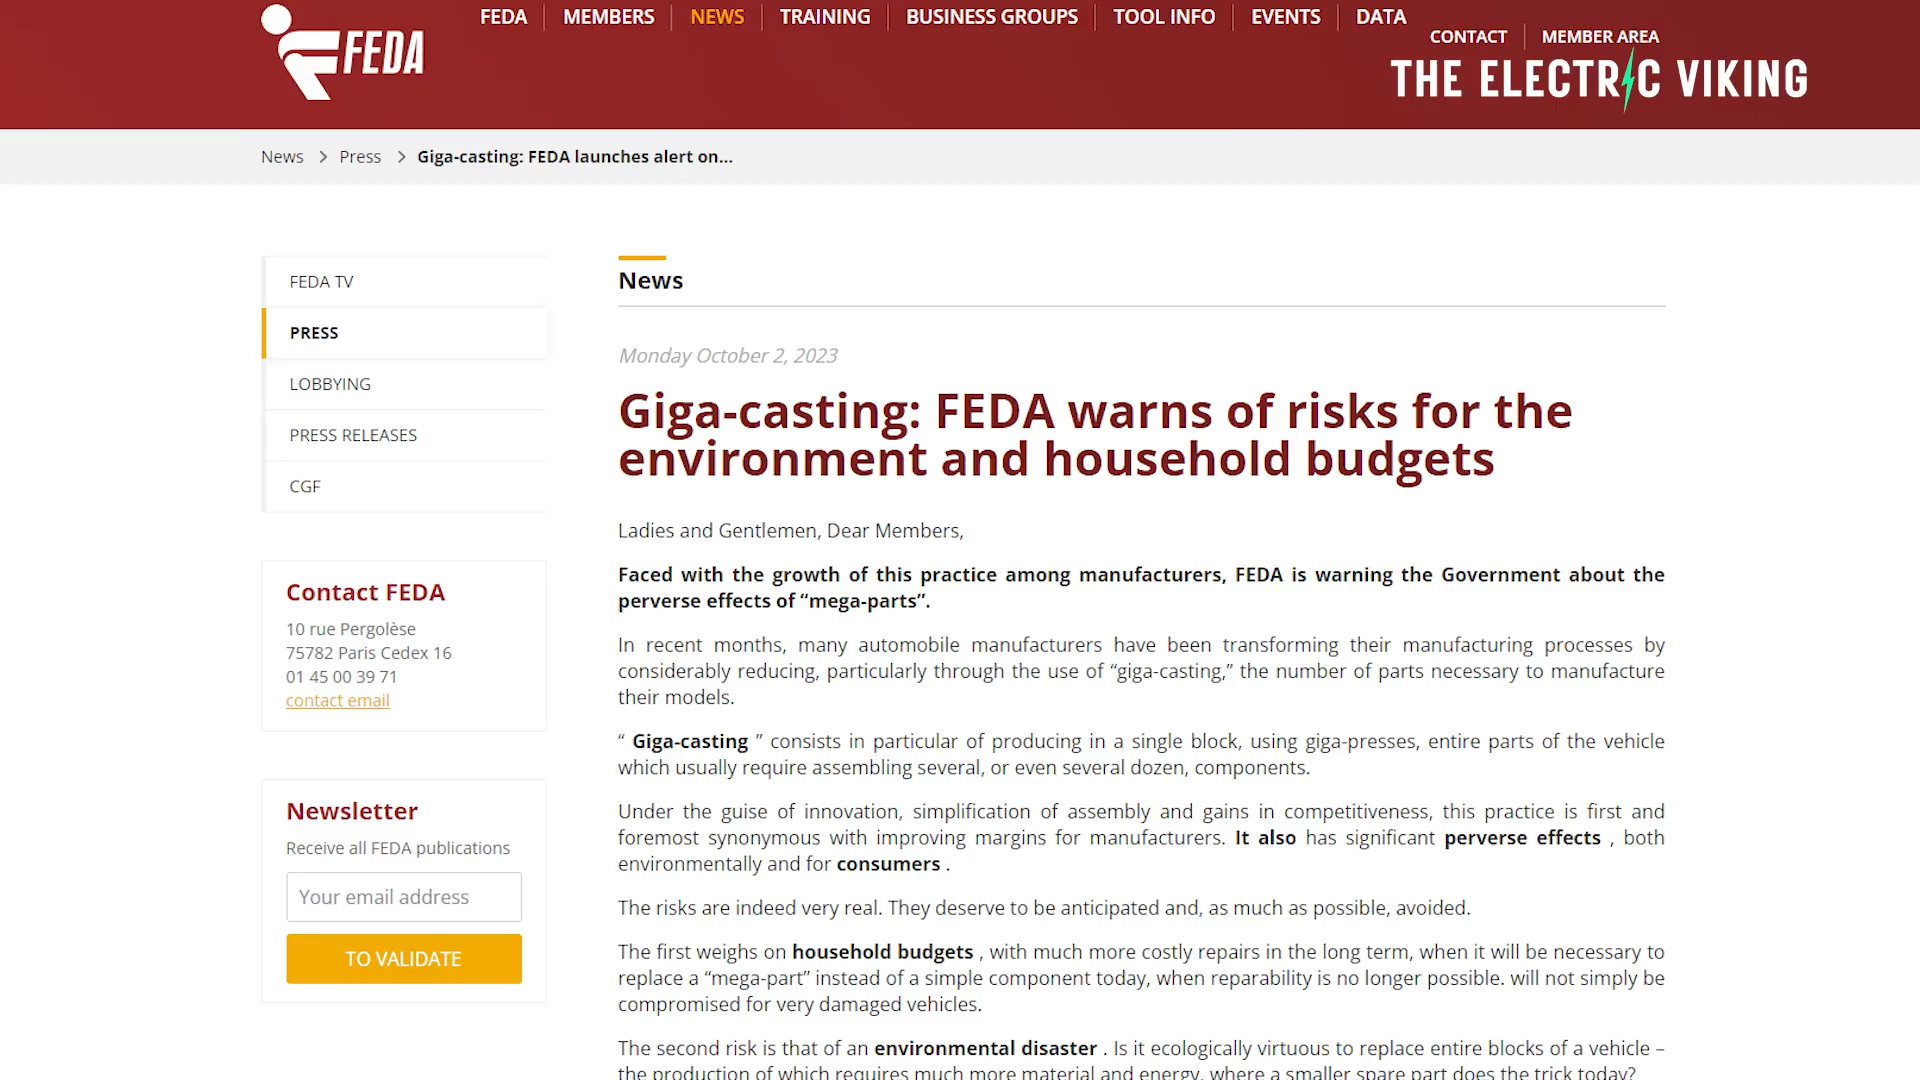 FEDA
FEDA
MEMBERS
NEWS
TRAINING
BUSINESS GROUPS
TOOL INFO
EVENTS
DATA
CONTACT
MEMBER AREA
THE ELECTRIC VIKING
News > Press > Giga-casting: FEDA launches alert on...
FEDA TV
PRESS
LOBBYING
PRESS RELEASES
CGF
Contact FEDA
10 rue Pergolèse
75782 Paris Cedex 16
01 45 00 39 71
contact email
Newsletter
Receive all FEDA publications
Your email address
TO VALIDATE
News
Monday October 2, 2023
Giga-casting: FEDA warns of risks for the
environment and household budgets
Ladies and Gentlemen, Dear Members,
Faced with the growth of this practice among manufacturers, FEDA is warning the Government about the
perverse effects of “mega-parts”.
In recent months, many automobile manufacturers have been transforming their manufacturing processes by
considerably reducing, particularly through the use of “giga-casting,” the number of parts necessary to manufacture
their models.
“ Giga-casting ” consists in particular of producing in a single block, using giga-presses, entire parts of the vehicle
which usually require assembling several, or even several dozen, components.
Under the guise of innovation, simplification of assembly and gains in competitiveness, this practice is first and
foremost synonymous with improving margins for manufacturers. It also has significant perverse effects , both
environmentally and for consumers .
The risks are indeed very real. They deserve to be anticipated and, as much as possible, avoided.
The first weighs on household budgets , with much more costly repairs in the long term, when it will be necessary to
replace a “mega-part” instead of a simple component today, when reparability is no longer possible. will not simply be
compromised for very damaged vehicles.
The second risk is that of an environmental disaster . Is it ecologically virtuous to replace entire blocks of a vehicle –
the production of which requires much more material and energy, where a smaller spare part does the trick today?